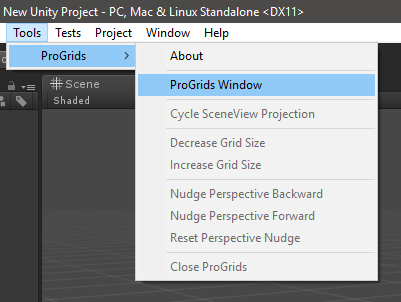 New Unity Project - PC, Mac & Linux Standalone <DX11>
Tools Tests Project Window Help
ProGrids
About
Scene
ProGrids Window
Shaded
Cycle SceneView Projection
Decrease Grid Size
Increase Grid Size
Nudge Perspective Backward
Nudge Perspective Forward
Reset Perspective Nudge
Close ProGrids